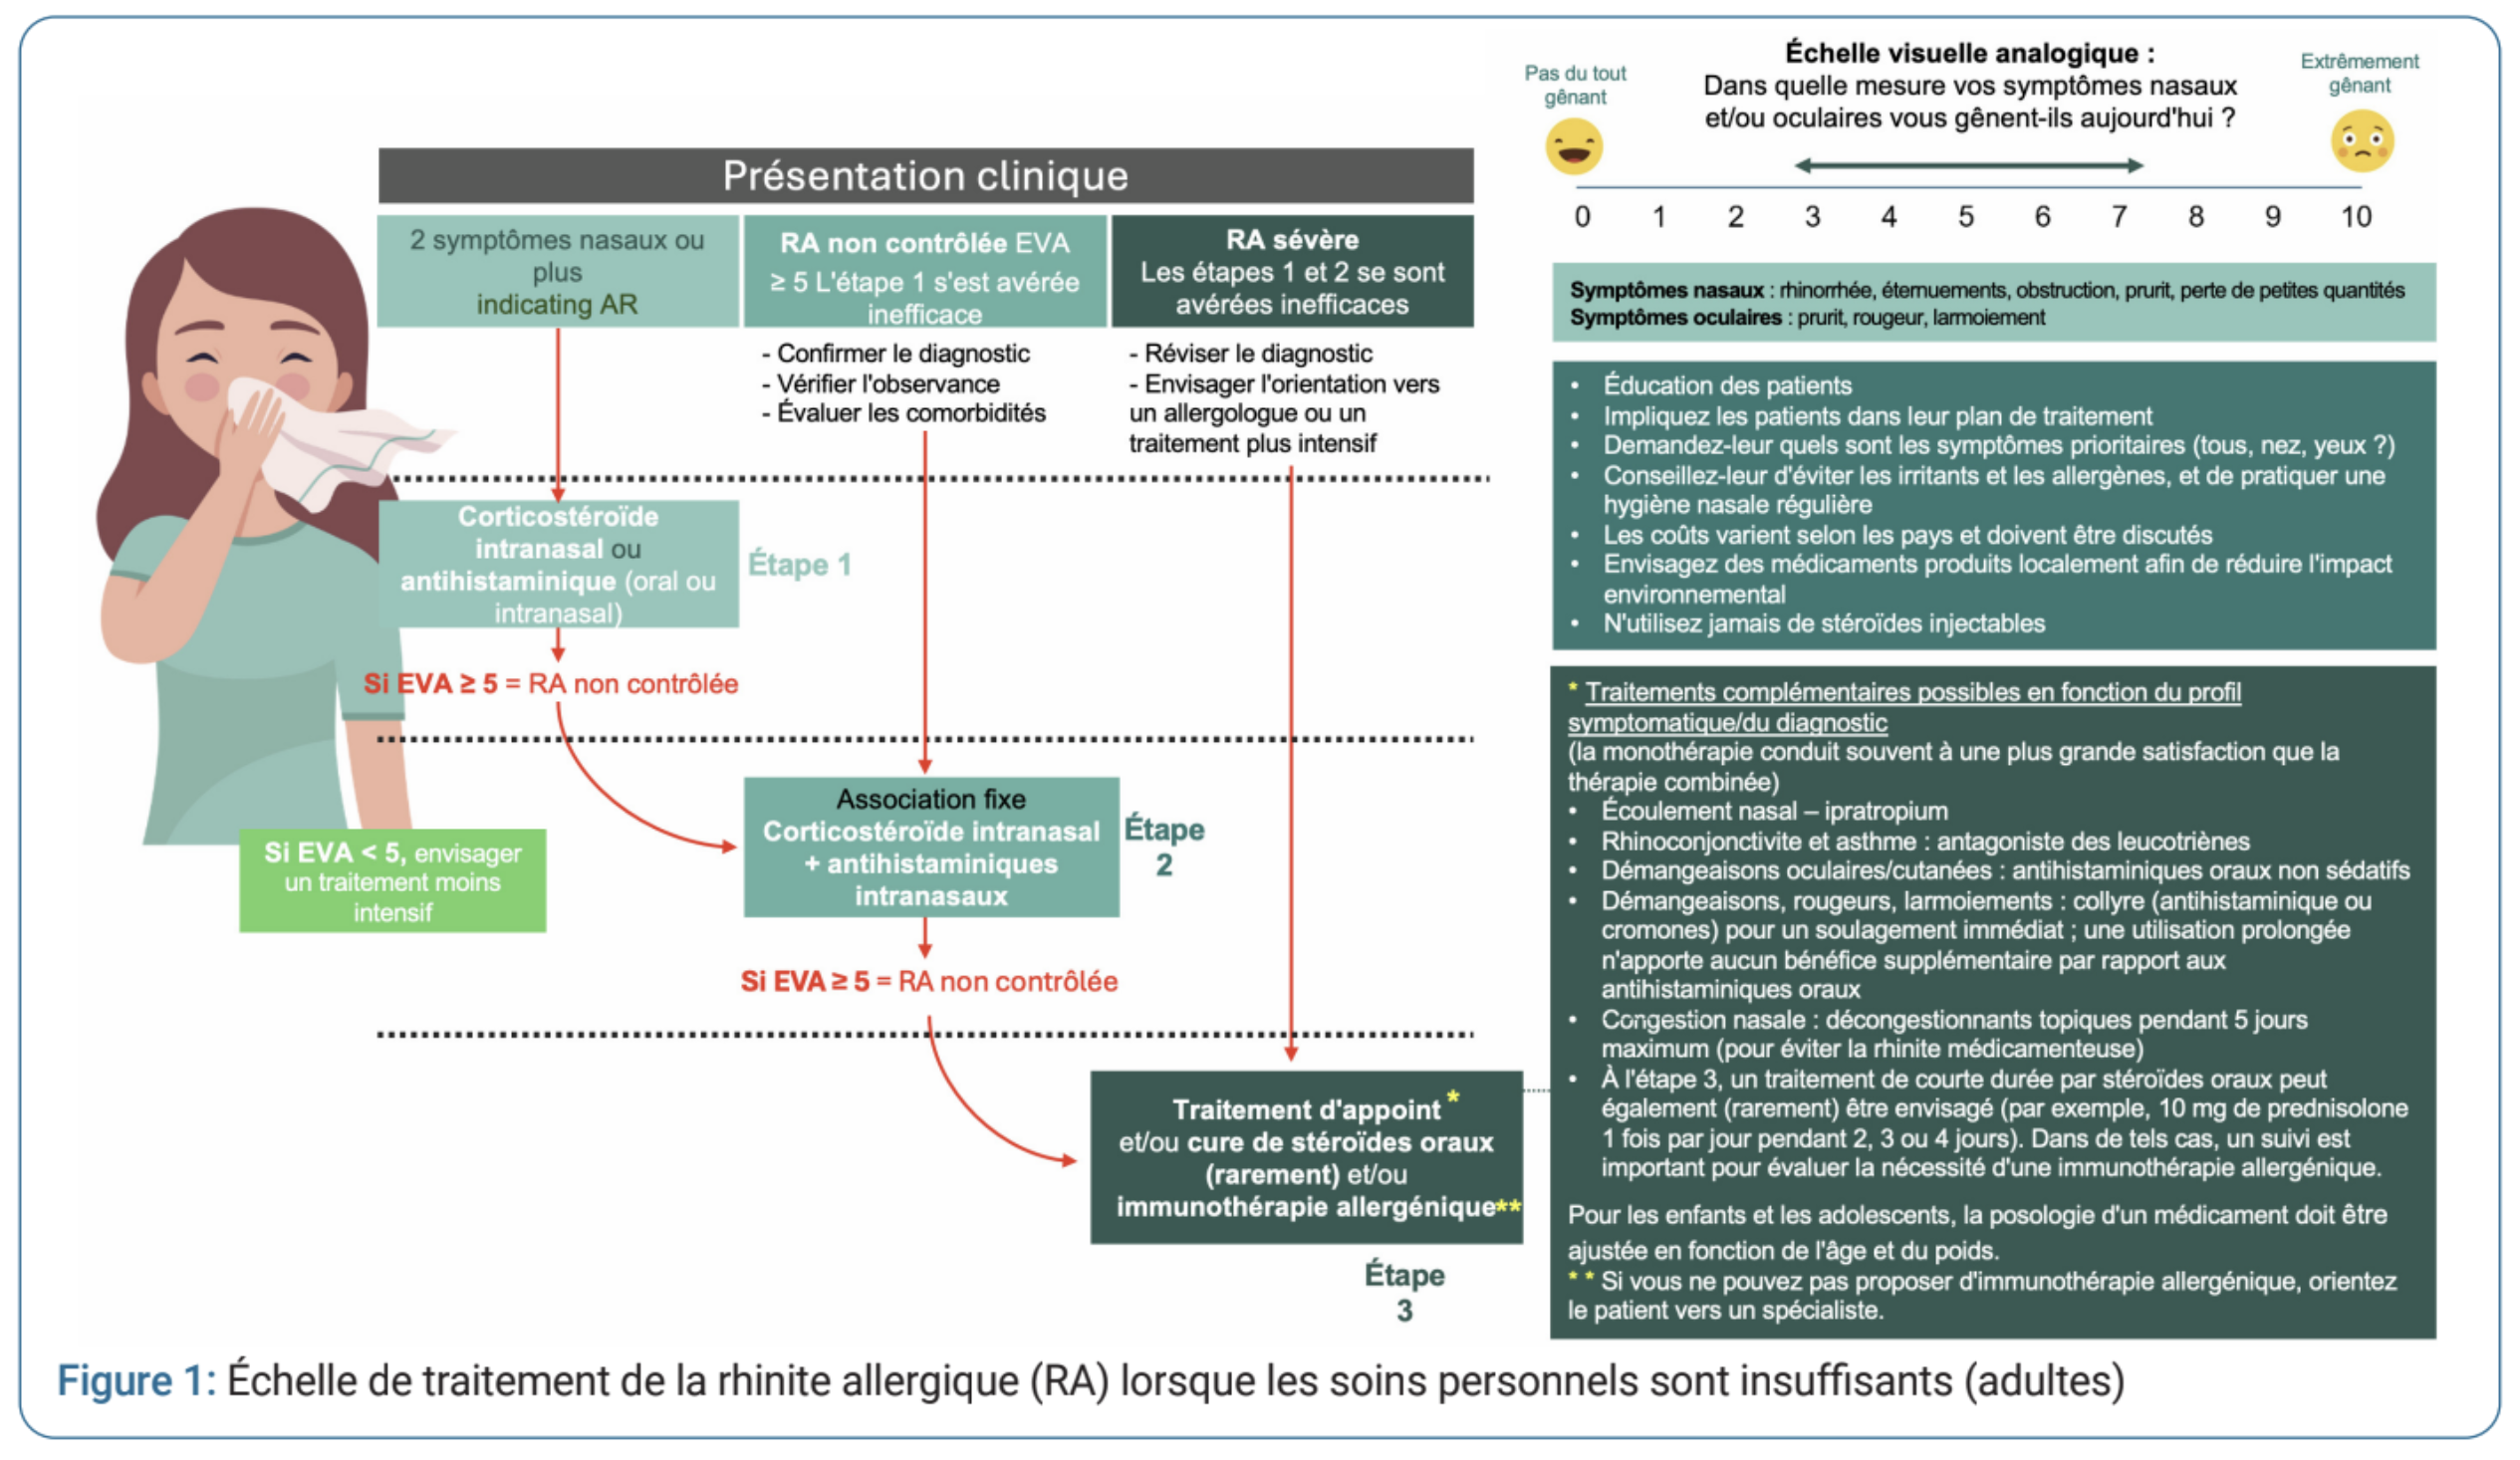 Présentation clinique
2 symptômes nasaux ou
plus
indicating AR
RA non contrôlée EVA
≥ 5 L'étape 1 s'est avérée
inefficace
RA sévère
Les étapes 1 et 2 se sont
avérées inefficaces
- Confirmer le diagnostic
- Vérifier l'observance
- Évaluer les comorbidités
- Réviser le diagnostic
- Envisager l'orientation vers
un allergologue ou un
traitement plus intensif
Corticostéroïde
intranasal ou
antihistaminique (oral ou
intranasal)
Étape 1
Si EVA ≥ 5 = RA non contrôlée
Si EVA < 5, envisager
un traitement moins
intensif
Association fixe
Corticostéroïde intranasal
+ antihistaminiques
intranasaux
Étape
2
Si EVA ≥ 5 = RA non contrôlée
Traitement d'appoint *
et/ou cure de stéroïdes oraux
(rarement) et/ou
immunothérapie allergénique**
Étape
3
Pas du tout
gênant
Échelle visuelle analogique :
Dans quelle mesure vos symptômes nasaux
et/ou oculaires vous gênent-ils aujourd'hui ?
Extrêmement
gênant
0 1 2 3 4 5 6 7 8 9 10
Symptômes nasaux : rhinorrhée, éternuements, obstruction, prurit, perte de petites quantités
Symptômes oculaires : prurit, rougeur, larmoiement
• Éducation des patients
• Impliquez les patients dans leur plan de traitement
• Demandez-leur quels sont les symptômes prioritaires (tous, nez, yeux ?)
• Conseillez-leur d'éviter les irritants et les allergènes, et de pratiquer une
hygiène nasale régulière
• Les coûts varient selon les pays et doivent être discutés
• Envisagez des médicaments produits localement afin de réduire l'impact
environnemental
• N'utilisez jamais de stéroïdes injectables
* Traitements complémentaires possibles en fonction du profil
symptomatique/du diagnostic
(la monothérapie conduit souvent à une plus grande satisfaction que la
thérapie combinée)
• Écoulement nasal – ipratropium
• Rhinoconjonctivite et asthme : antagoniste des leucotriènes
• Démangeaisons oculaires/cutanées : antihistaminiques oraux non sédatifs
• Démangeaisons, rougeurs, larmoiements : collyre (antihistaminique ou
cromones) pour un soulagement immédiat ; une utilisation prolongée
n'apporte aucun bénéfice supplémentaire par rapport aux
antihistaminiques oraux
• Congestion nasale : décongestionnants topiques pendant 5 jours
maximum (pour éviter la rhinite médicamenteuse)
• À l'étape 3, un traitement de courte durée par stéroïdes oraux peut
également (rarement) être envisagé (par exemple, 10 mg de prednisolone
1 fois par jour pendant 2, 3 ou 4 jours). Dans de tels cas, un suivi est
important pour évaluer la nécessité d'une immunothérapie allergénique.
Pour les enfants et les adolescents, la posologie d'un médicament doit être
ajustée en fonction de l'âge et du poids.
* * Si vous ne pouvez pas proposer d'immunothérapie allergénique, orientez
le patient vers un spécialiste.
Figure 1: Échelle de traitement de la rhinite allergique (RA) lorsque les soins personnels sont insuffisants (adultes)